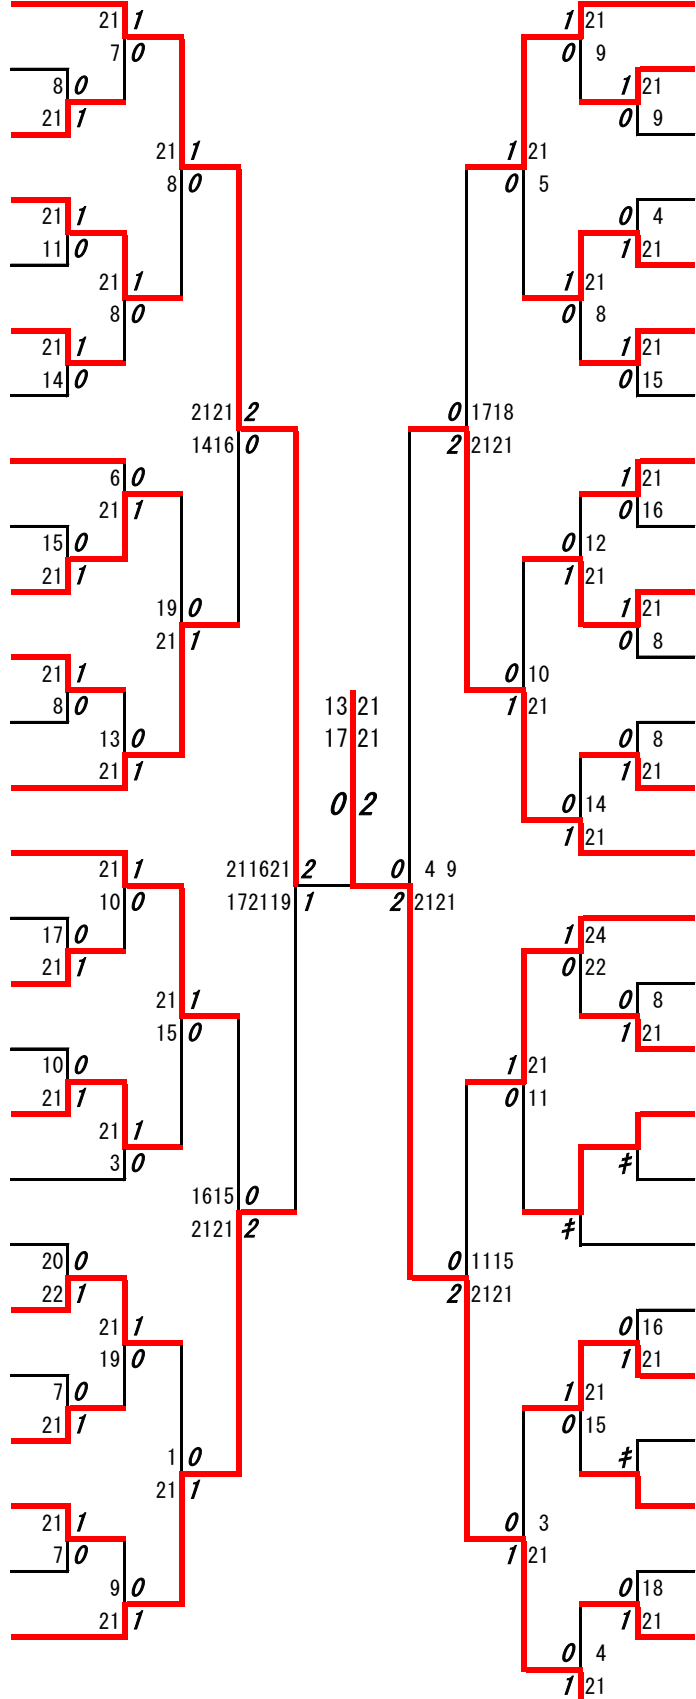 21 1 1 21
7 0 0 9
8 0 1 21
21 1 0 9
21 1 1 21
8 0 0 5
21 1 0 4
11 0 1 21
21 1 1 21
8 0 0 8
21 1 1 21
14 0 0 15
2121 2 0 1718
1416 0 2 2121
6 0 1 21
21 1 0 16
15 0 0 12
21 1 1 21
19 0 1 21
21 1 0 8
21 1 0 10
8 0 1 21
13 21
17 21
13 0 0 8
21 1 1 21
0 2 0 14
1 21
21 1 211621 2 0 4 9
10 0 172119 1 2 2121
17 0 1 24
21 1 0 22
21 1 0 8
15 0 1 21
10 0 1 21
21 1 0 11
21 1
3 0 ｷ
1615 0
2121 2 ｷ
20 0 0 1115
22 1 2 2121
21 1 0 16
19 0 1 21
7 0 1 21
21 1 0 15
1 0 ｷ
21 1
21 1 0 3
7 0 1 21
9 0 0 18
21 1 1 21
0 4
1 21